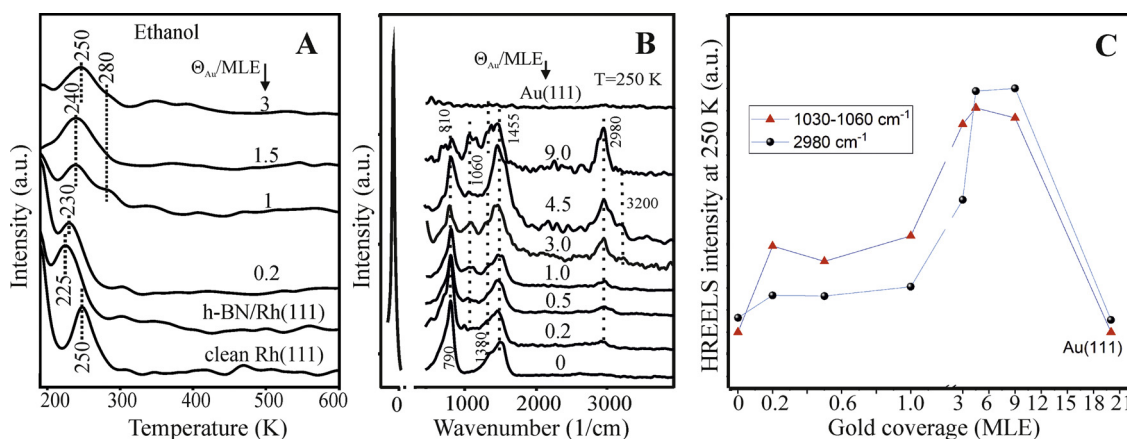 Ethanol
A
Θ_Au/MLE
250
240
280
3
1.5
1
230
0.2
225
h-BN/Rh(111)
250
clean Rh(111)
Intensity (a.u.)
200 300 400 500 600
Temperature (K)
B
Θ_Au/MLE
T=250 K
Au(111)
810
1060
1455
2980
9.0
3200
4.5
3.0
1.0
0.5
0.2
790
1380
0
Intensity (a.u.)
0 1000 2000 3000
Wavenumber (1/cm)
C
1030-1060 cm⁻¹
2980 cm⁻¹
Au(111)
HREELS intensity at 250 K (a.u.)
0 0.2 1.0 3 6 9 12 15 18 21
Gold coverage (MLE)